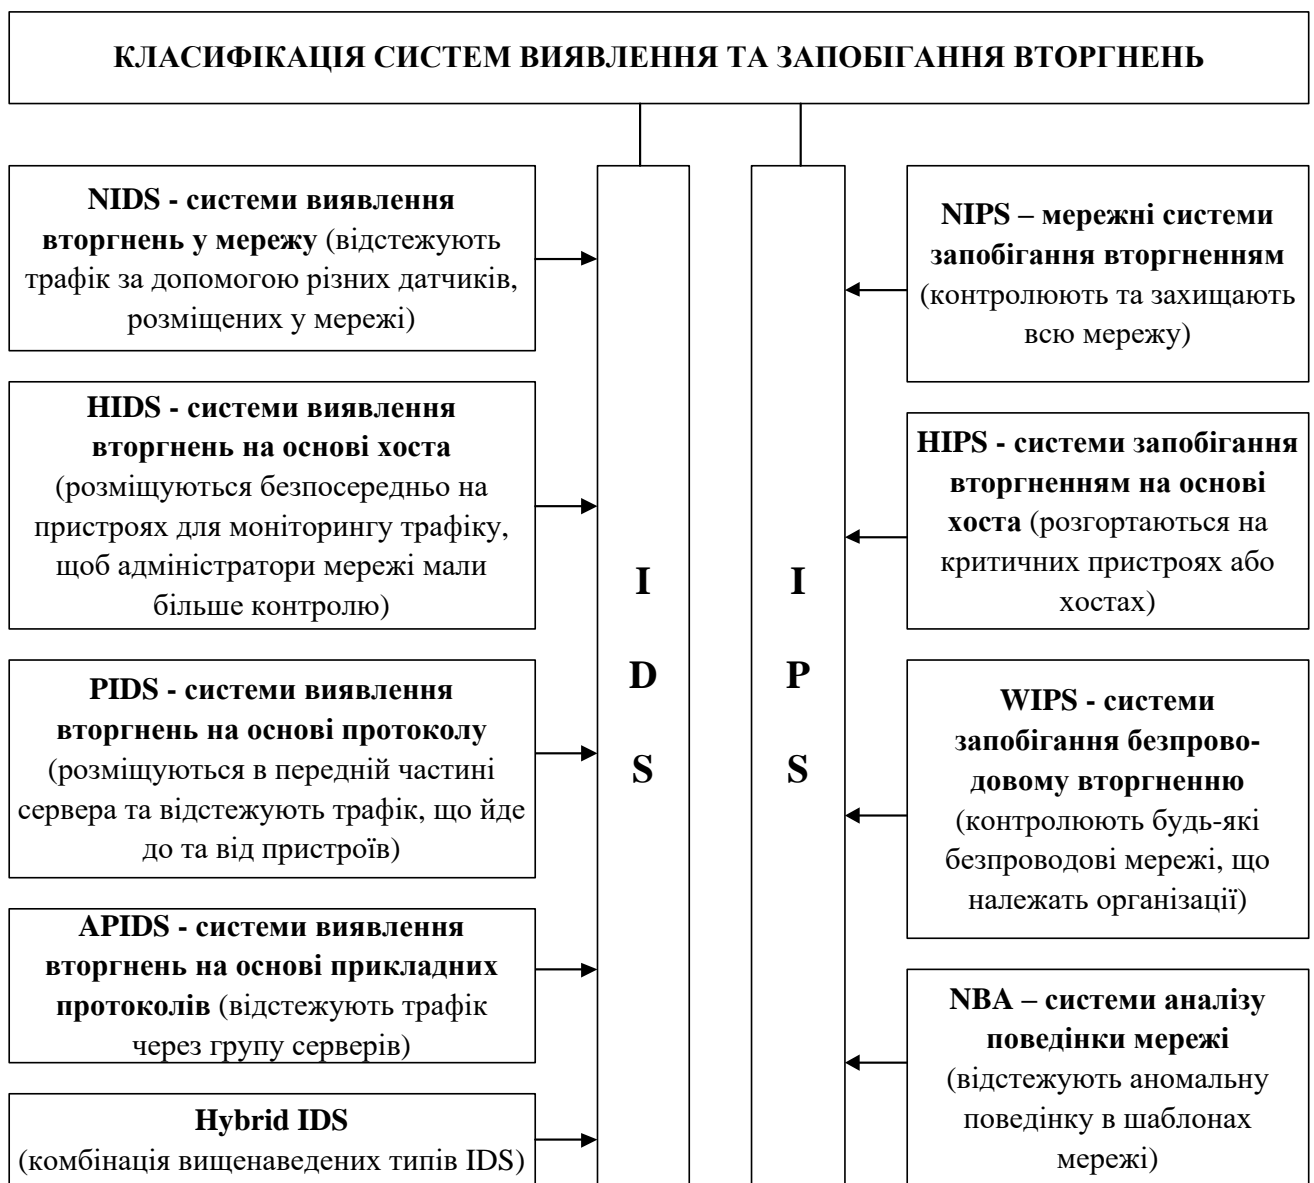 КЛАСИФІКАЦІЯ СИСТЕМ ВИЯВЛЕННЯ ТА ЗАПОБІГАННЯ ВТОРГНЕНЬ
NIDS - системи виявлення
вторгнень у мережу (відстежують
трафік за допомогою різних датчиків,
розміщених у мережі)
HIDS - системи виявлення
вторгнень на основі хоста
(розміщуються безпосередньо на
пристроях для моніторингу трафіку,
щоб адміністратори мережі мали
більше контролю)
PIDS - системи виявлення
вторгнень на основі протоколу
(розміщуються в передній частині
сервера та відстежують трафік, що йде
до та від пристроїв)
APIDS - системи виявлення
вторгнень на основі прикладних
протоколів (відстежують трафік
через групу серверів)
Hybrid IDS
(комбінація вищенаведених типів IDS)
I
D
S
I
P
S
NIPS – мережні системи
запобігання вторгненням
(контролюють та захищають
всю мережу)
HIPS - системи запобігання
вторгненням на основі
хоста (розгортаються на
критичних пристроях або
хостах)
WIPS - системи
запобігання безпрово-
довому вторгненню
(контролюють будь-які
безпроводові мережі, що
належать організації)
NBA – системи аналізу
поведінки мережі
(відстежують аномальну
поведінку в шаблонах
мережі)